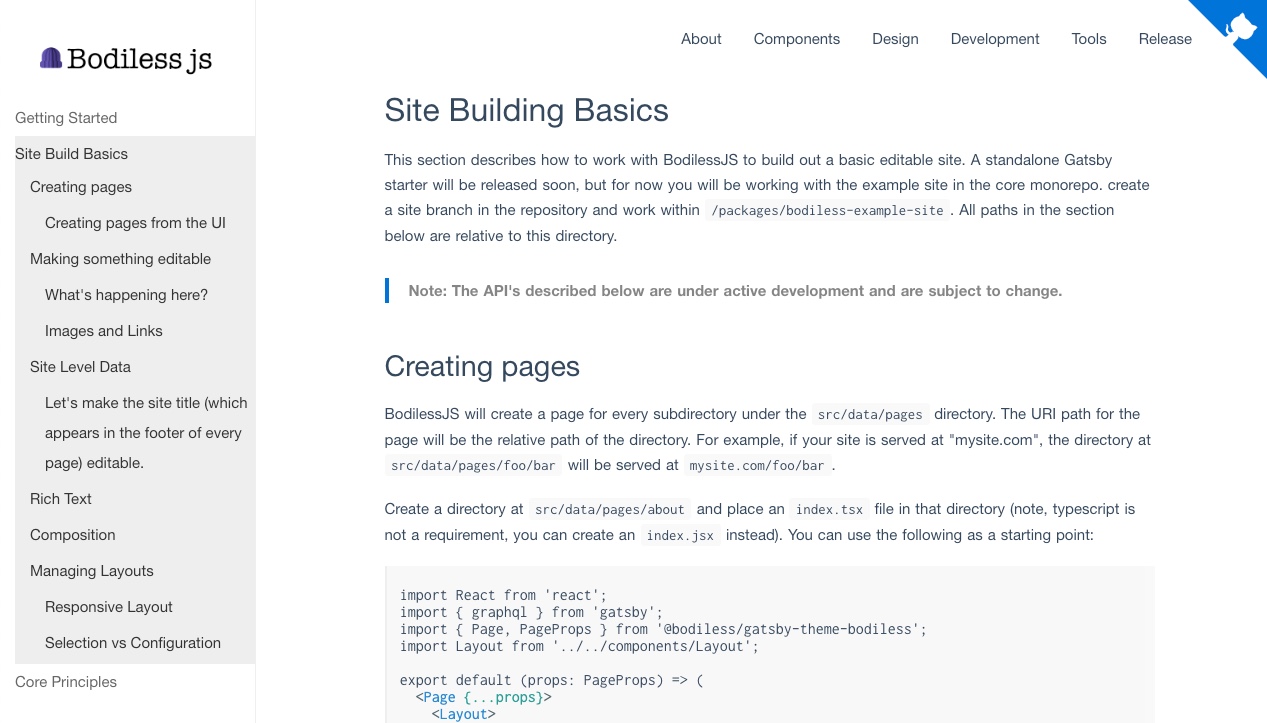 Bodiless js
Getting Started
Site Build Basics
Creating pages
Creating pages from the UI
Making something editable
What's happening here?
Images and Links
Site Level Data
Let's make the site title (which
appears in the footer of every
page) editable.
Rich Text
Composition
Managing Layouts
Responsive Layout
Selection vs Configuration
Core Principles
About Components Design Development Tools Release
Site Building Basics
This section describes how to work with BodilessJS to build out a basic editable site. A standalone Gatsby
starter will be released soon, but for now you will be working with the example site in the core monorepo. create
a site branch in the repository and work within /packages/bodiless-example-site . All paths in the section
below are relative to this directory.
Note: The API's described below are under active development and are subject to change.
Creating pages
BodilessJS will create a page for every subdirectory under the src/data/pages directory. The URI path for the
page will be the relative path of the directory. For example, if your site is served at "mysite.com", the directory at
src/data/pages/foo/bar will be served at mysite.com/foo/bar .
Create a directory at src/data/pages/about and place an index.tsx file in that directory (note, typescript is
not a requirement, you can create an index.jsx instead). You can use the following as a starting point:
import React from 'react';
import { graphql } from 'gatsby';
import { Page, PageProps } from '@bodiless/gatsby-theme-bodiless';
import Layout from '../../components/Layout';
export default (props: PageProps) => (
<Page {...props}>
<Layout>